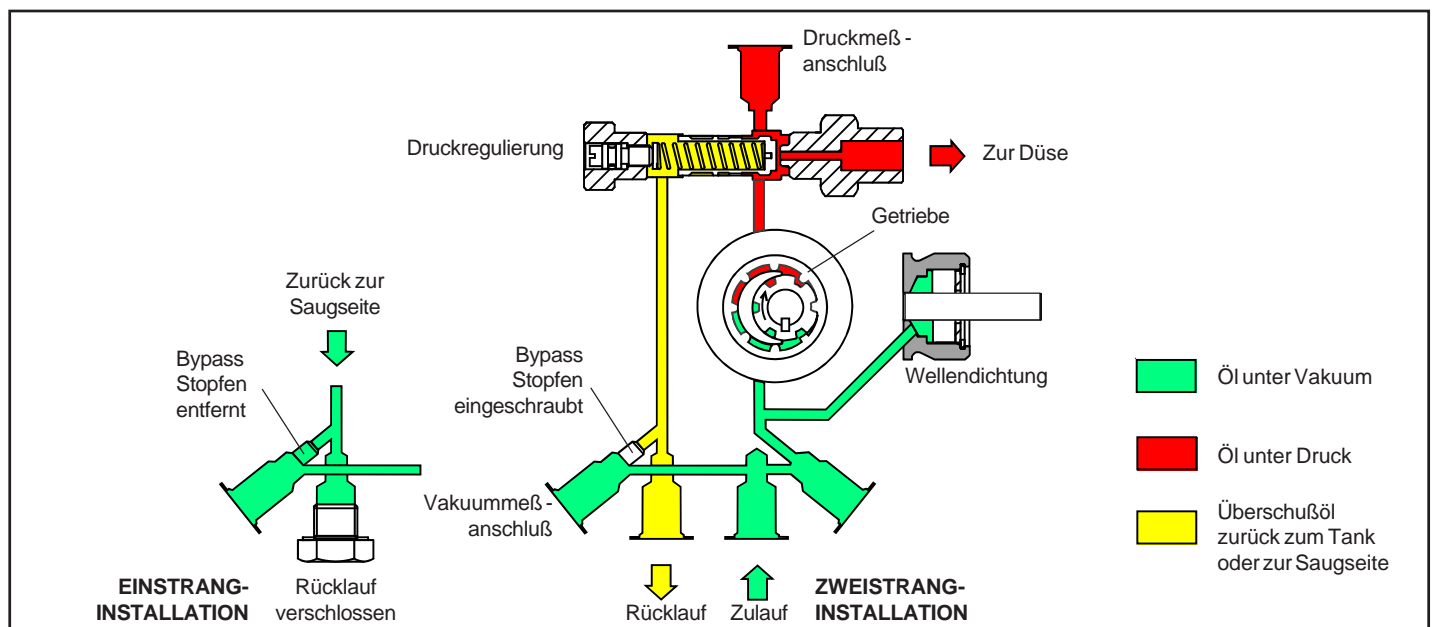 Druckmeß -
anschluß
Druckregulierung
Zur Düse
Getriebe
Zurück zur
Saugseite
Bypass
Stopfen
entfernt
Bypass
Stopfen
eingeschraubt
Wellendichtung
Öl unter Vakuum
Öl unter Druck
Überschußöl
zurück zum Tank
oder zur Saugseite
Vakuummeß -
anschluß
EINSTRANG-
INSTALLATION
Rücklauf
verschlossen
Rücklauf
Zulauf
ZWEISTRANG-
INSTALLATION